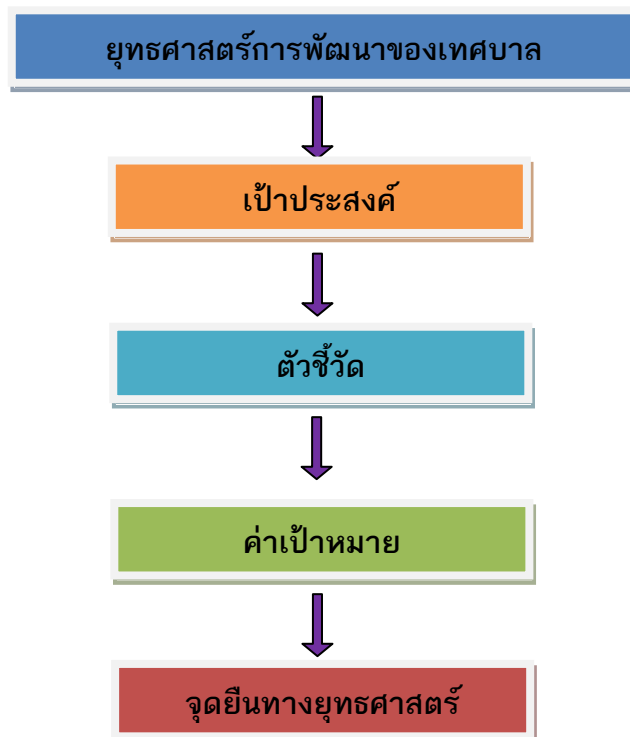 ยุทธศาสตร์การพัฒนาของเทศบาล
เป้าประสงค์
ตัวชี้วัด
ค่าเป้าหมาย
จุดยืนทางยุทธศาสตร์